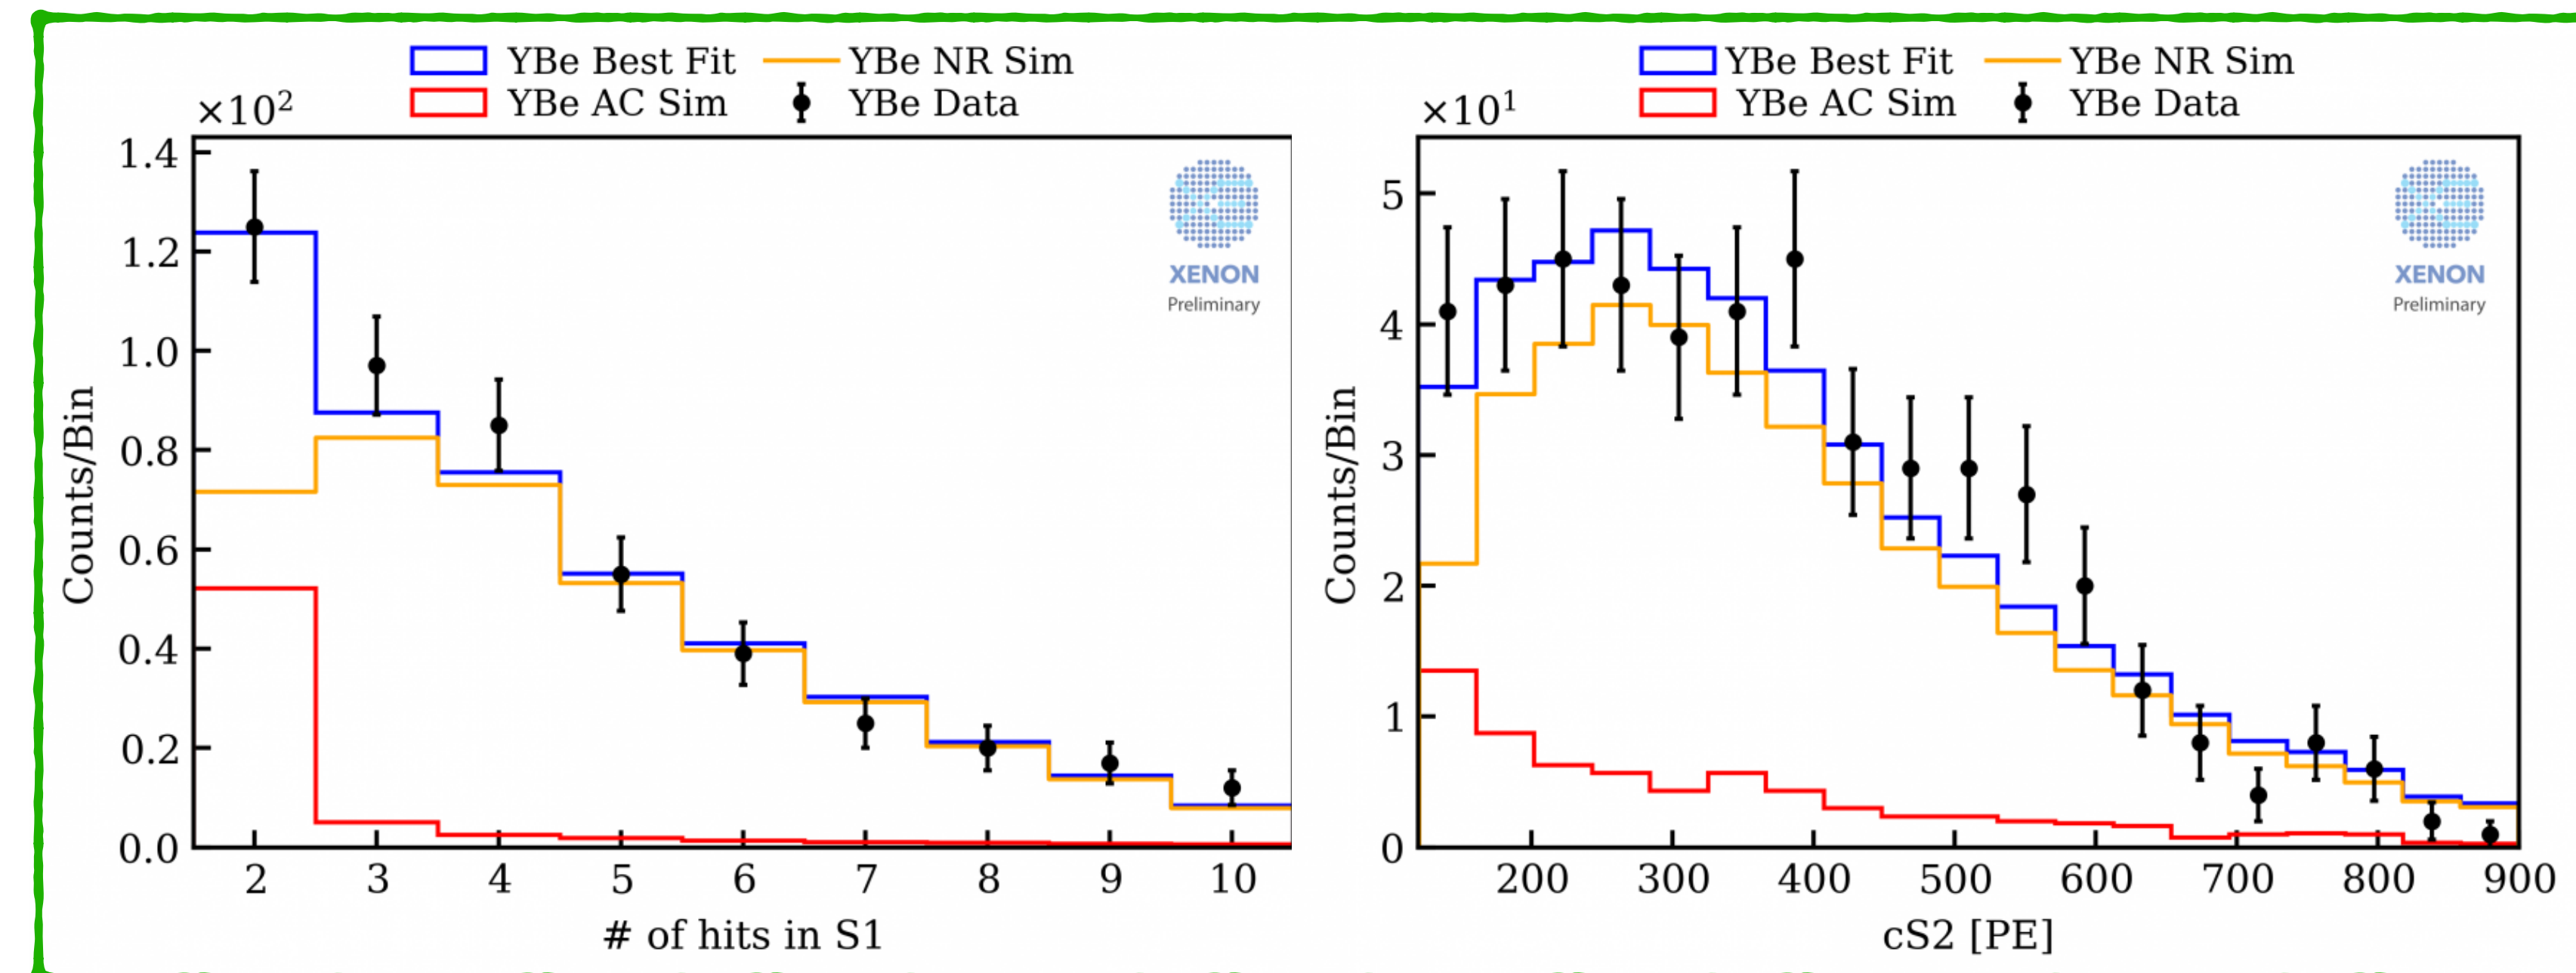 YBe Best Fit YBe NR Sim
YBe AC Sim YBe Data
×10²
1.4
1.2
1.0
0.8
0.6
0.4
0.2
0.0
Counts/Bin
2 3 4 5 6 7 8 9 10
# of hits in S1
XENON
Preliminary
YBe Best Fit YBe NR Sim
YBe AC Sim YBe Data
×10¹
5
4
3
2
1
0
Counts/Bin
200 300 400 500 600 700 800 900
cS2 [PE]
XENON
Preliminary